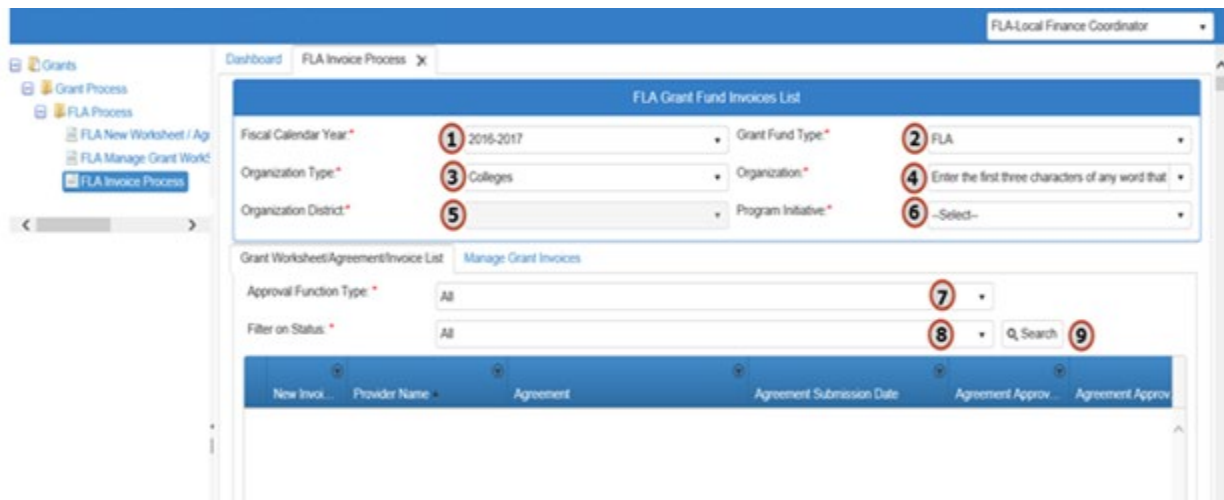 FLA-Local Finance Coordinator
Grants
Grant Process
FLA Process
FLA New Worksheet / Ag
FLA Manage Grant WorkS
FLA Invoice Process
Dashboard FLA Invoice Process X
FLA Grant Fund Invoices List
Fiscal Calendar Year:* 1 2016-2017 Grant Fund Type:* 2 FLA
Organization Type:* 3 Colleges Organization:* 4 Enter the first three characters of any word that
Organization District:* 5 Program Initiative:* 6 --Select--
Grant Worksheet/Agreement/Invoice List Manage Grant Invoices
Approval Function Type: * All 7
Filter on Status: * All 8 Search 9
New Invoi... Provider Name Agreement Agreement Submission Date Agreement Approv... Agreement Approv